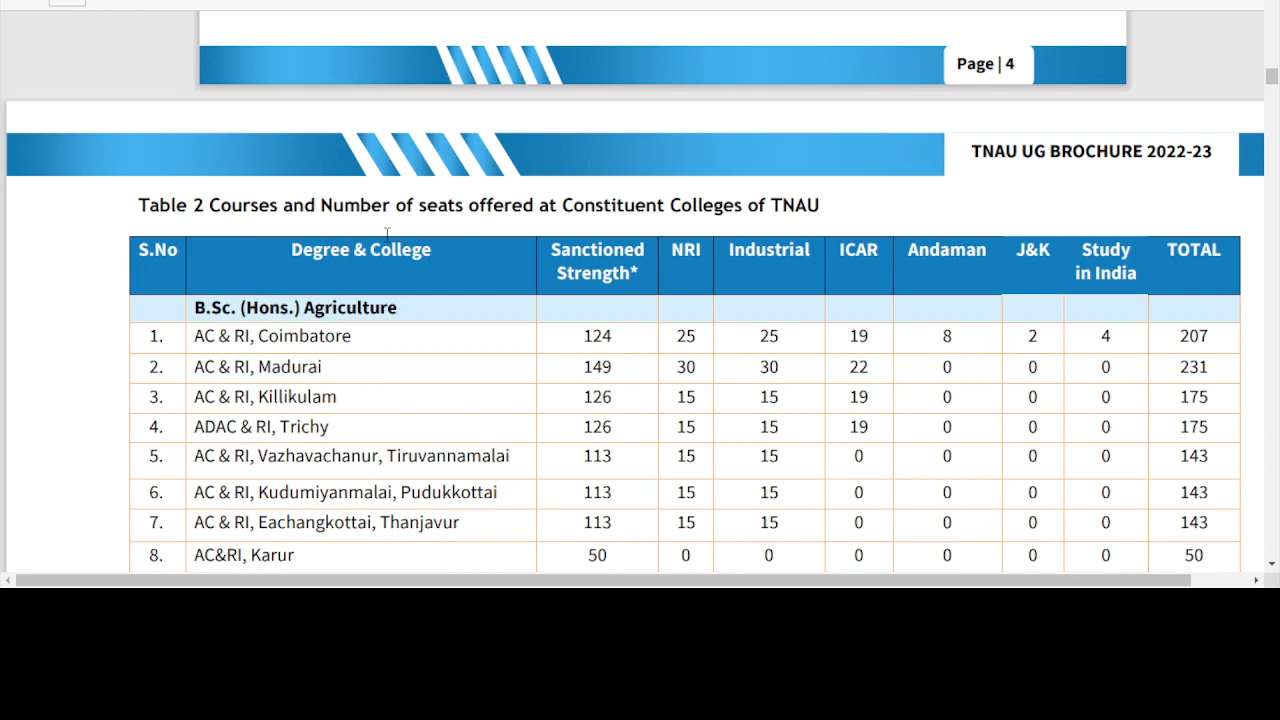 Page | 4
TNAU UG BROCHURE 2022-23
Table 2 Courses and Number of seats offered at Constituent Colleges of TNAU
S.No Degree & College Sanctioned Strength* NRI Industrial ICAR Andaman J&K Study in India TOTAL
B.Sc. (Hons.) Agriculture
1. AC & RI, Coimbatore 124 25 25 19 8 2 4 207
2. AC & RI, Madurai 149 30 30 22 0 0 0 231
3. AC & RI, Killikulam 126 15 15 19 0 0 0 175
4. ADAC & RI, Trichy 126 15 15 19 0 0 0 175
5. AC & RI, Vazhavachanur, Tiruvannamalai 113 15 15 0 0 0 0 143
6. AC & RI, Kudumiyanmalai, Pudukkottai 113 15 15 0 0 0 0 143
7. AC & RI, Eachangkottai, Thanjavur 113 15 15 0 0 0 0 143
8. AC&RI, Karur 50 0 0 0 0 0 0 50